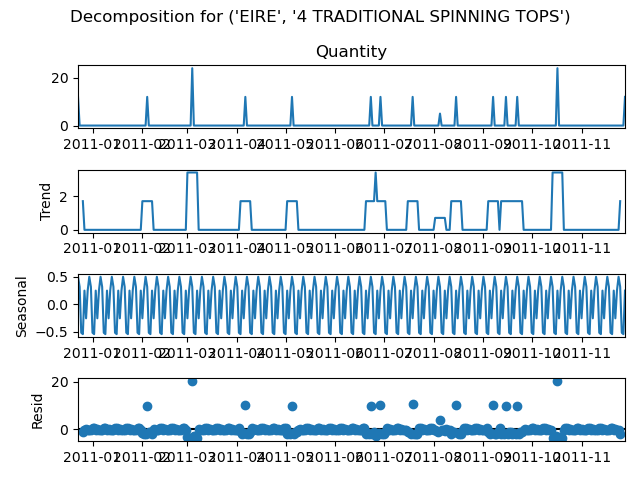 Decomposition for ('EIRE', '4 TRADITIONAL SPINNING TOPS')
Quantity
20
0
2011-01 2011-02 2011-03 2011-04 2011-05 2011-06 2011-07 2011-08 2011-09 2011-10 2011-11
Trend
2
0
2011-01 2011-02 2011-03 2011-04 2011-05 2011-06 2011-07 2011-08 2011-09 2011-10 2011-11
Seasonal
0.5
0.0
−0.5
2011-01 2011-02 2011-03 2011-04 2011-05 2011-06 2011-07 2011-08 2011-09 2011-10 2011-11
Resid
20
0
2011-01 2011-02 2011-03 2011-04 2011-05 2011-06 2011-07 2011-08 2011-09 2011-10 2011-11